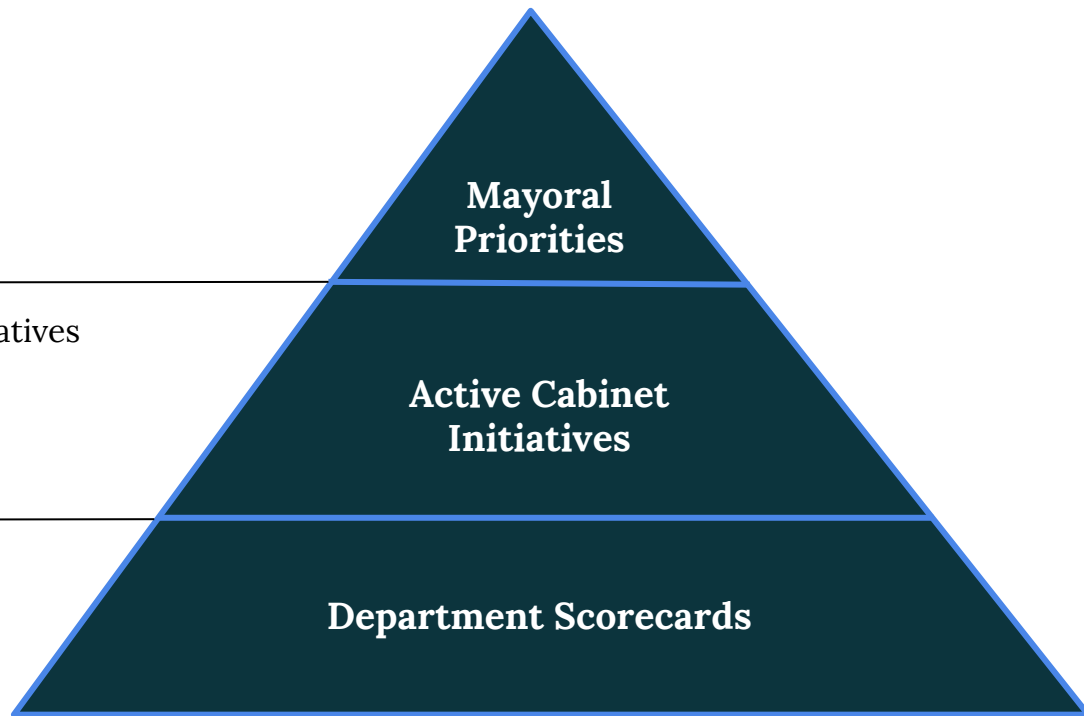 Mayoral
Priorities
atives
Active Cabinet
Initiatives
Department Scorecards